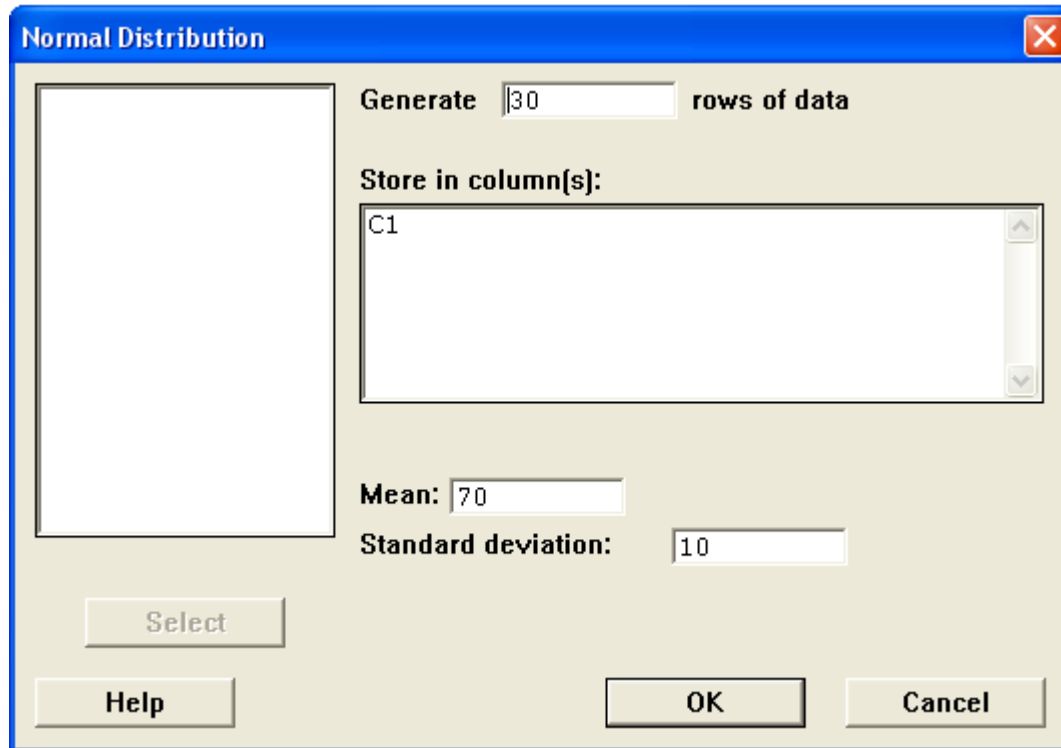 Normal Distribution
Generate 30 rows of data
Store in column(s):
C1
Mean: 70
Standard deviation: 10
Select
Help OK Cancel